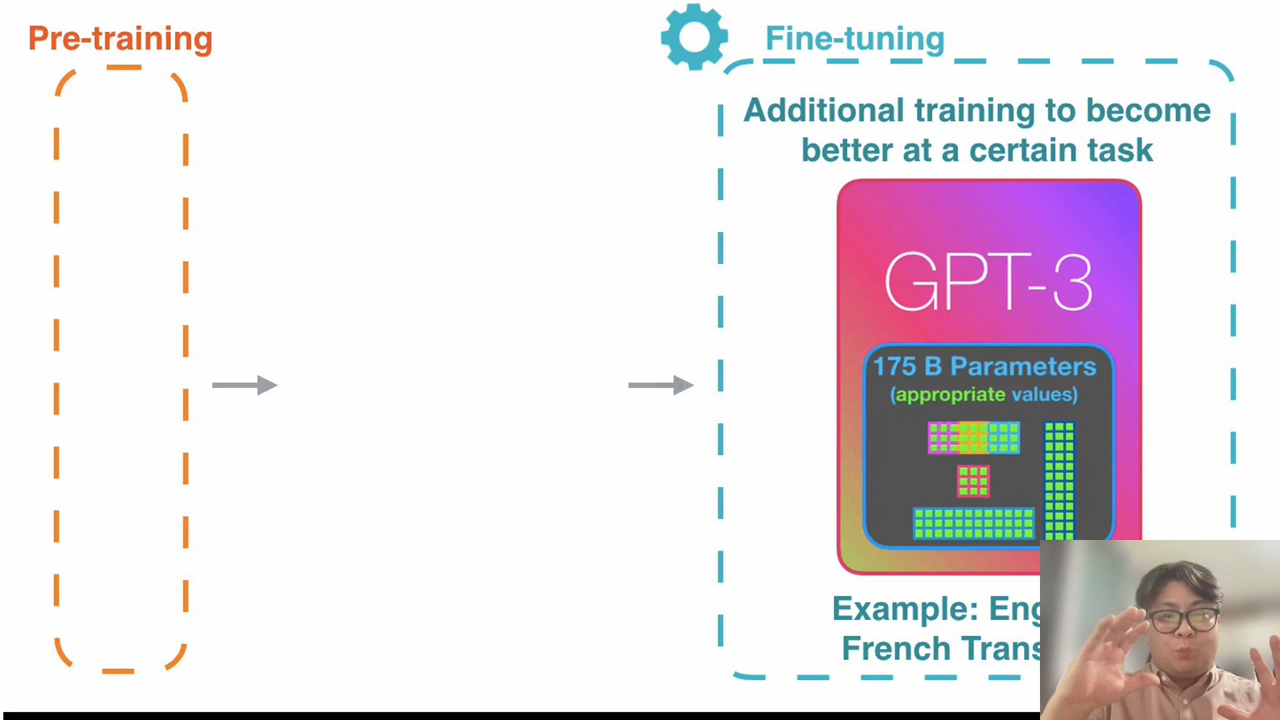 Pre-training
Fine-tuning
Additional training to become
better at a certain task
GPT-3
175 B Parameters
(appropriate values)
Example:
French